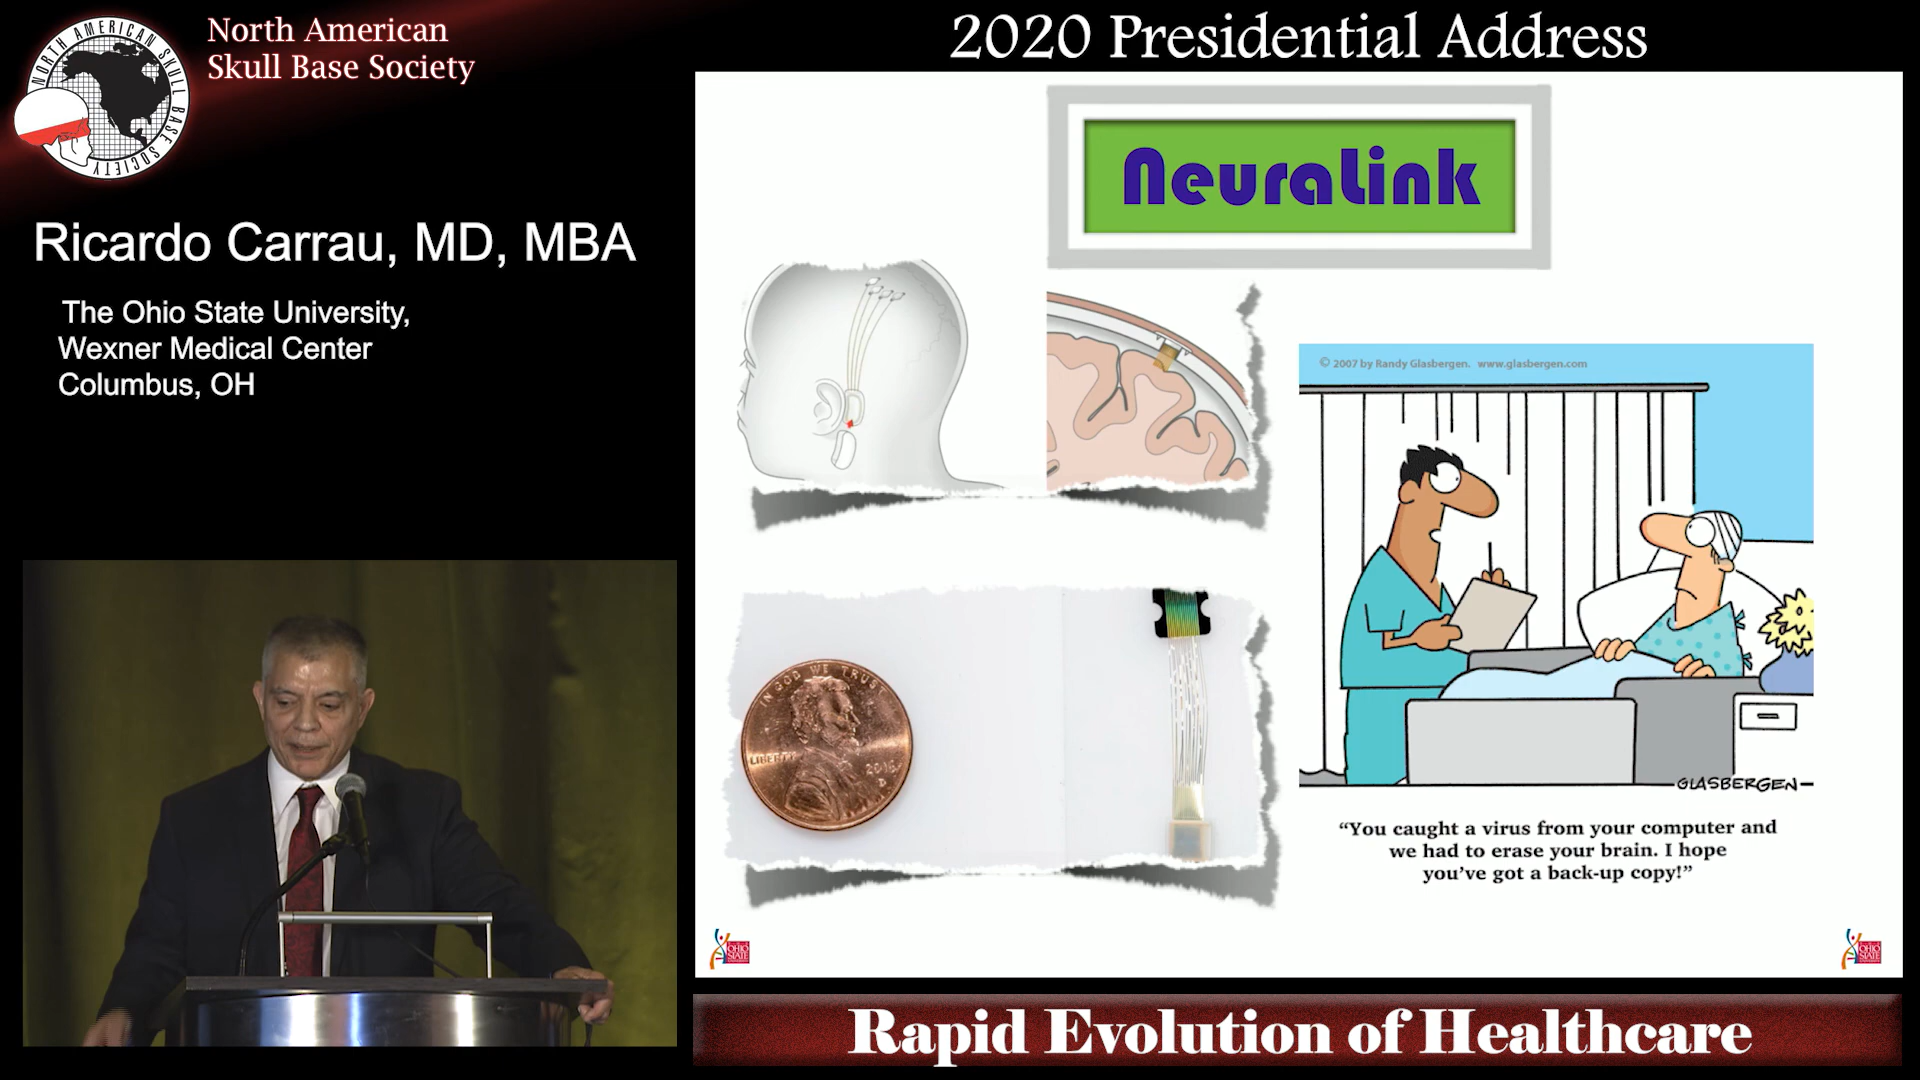 NORTH AMERICAN SKULL BASE SOCIETY
North American
Skull Base Society
2020 Presidential Address
Ricardo Carrau, MD, MBA
The Ohio State University,
Wexner Medical Center
Columbus, OH
NeuraLink
© 2007 by Randy Glasbergen. www.glasbergen.com
GLASBERGEN
IN GOD WE TRUST
LIBERTY
2016
D
“You caught a virus from your computer and
we had to erase your brain. I hope
you’ve got a back-up copy!”
OHIO
STATE
OHIO
STATE
Rapid Evolution of Healthcare